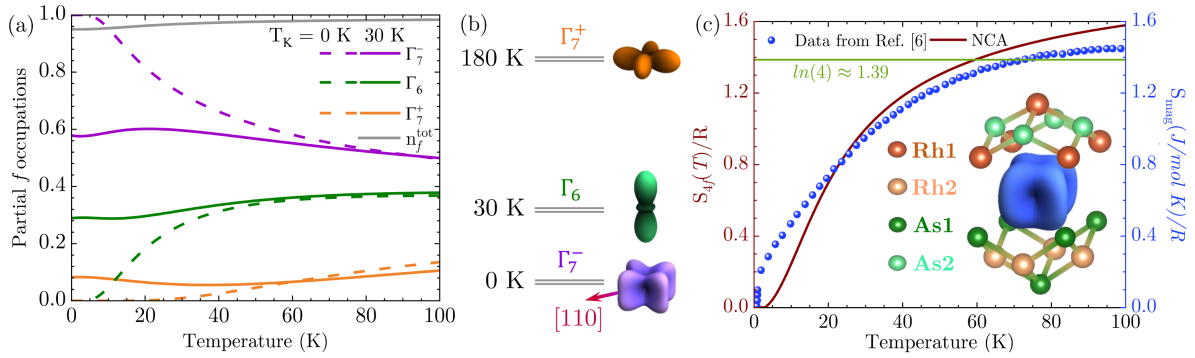 (a)
T_K = 0 K 30 K
Γ₇⁻
Γ₆
Γ₇⁺
n_f^tot
Partial f occupations
1.0
0.8
0.6
0.4
0.2
0.0
0 20 40 60 80 100
Temperature (K)
(b)
Γ₇⁺
180 K
Γ₆
30 K
Γ₇⁻
0 K
[110]
(c)
Data from Ref. [6] NCA
ln(4) ≈ 1.39
Rh1
Rh2
As1
As2
S_4f(T)/R
1.6
1.2
0.8
0.4
0.0
0 20 40 60 80 100
Temperature (K)
1.6
1.2
0.8
0.4
0.0
S_mag(J/mol K)/R